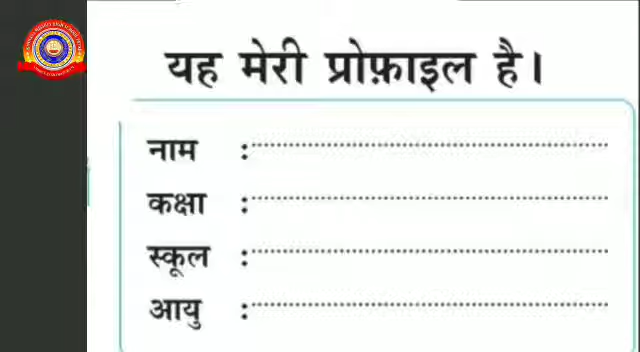 यह मेरी प्रोफ़ाइल है।
नाम :
कक्षा :
स्कूल :
आयु :